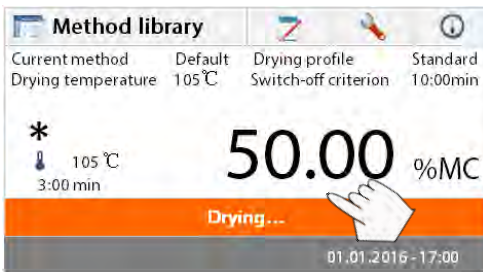 Method library
Current method Default Drying profile Standard
Drying temperature 105℃ Switch-off criterion 10:00min
*
105 ℃
3:00 min
50.00 %MC
Drying...
01.01.2016 - 17:00